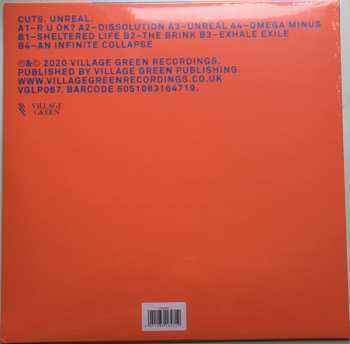 CUTS. UNREAL.
A1–R U OK? A2–DISSOLUTION A3–UNREAL A4–OMEGA MINUS
B1–SHELTERED LIFE B2–THE BRINK B3–EXHALE EXILE
B4–AN INFINITE COLLAPSE
℗&© 2020 VILLAGE GREEN RECORDINGS.
PUBLISHED BY VILLAGE GREEN PUBLISHING.
WWW.VILLAGEGREENRECORDINGS.CO.UK
VGLP067. BARCODE 5051083164719.
VILLAGE
GREEN